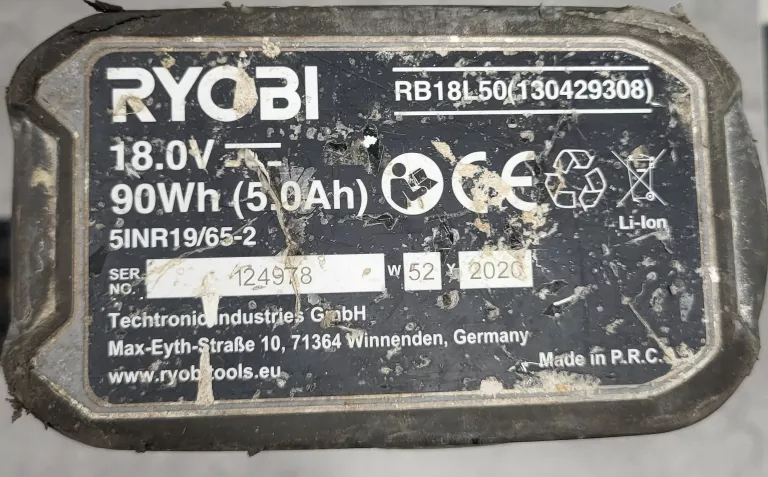 RYOBI
RB18L50(130429308)
18.0V
90Wh (5.0Ah)
CE
5INR19/65-2
Li-Ion
SER. NO. 124978 W 52 Y 2020
Techtronic Industries GmbH
Max-Eyth-Straße 10, 71364 Winnenden, Germany
www.ryobitools.eu
Made in P.R.C.